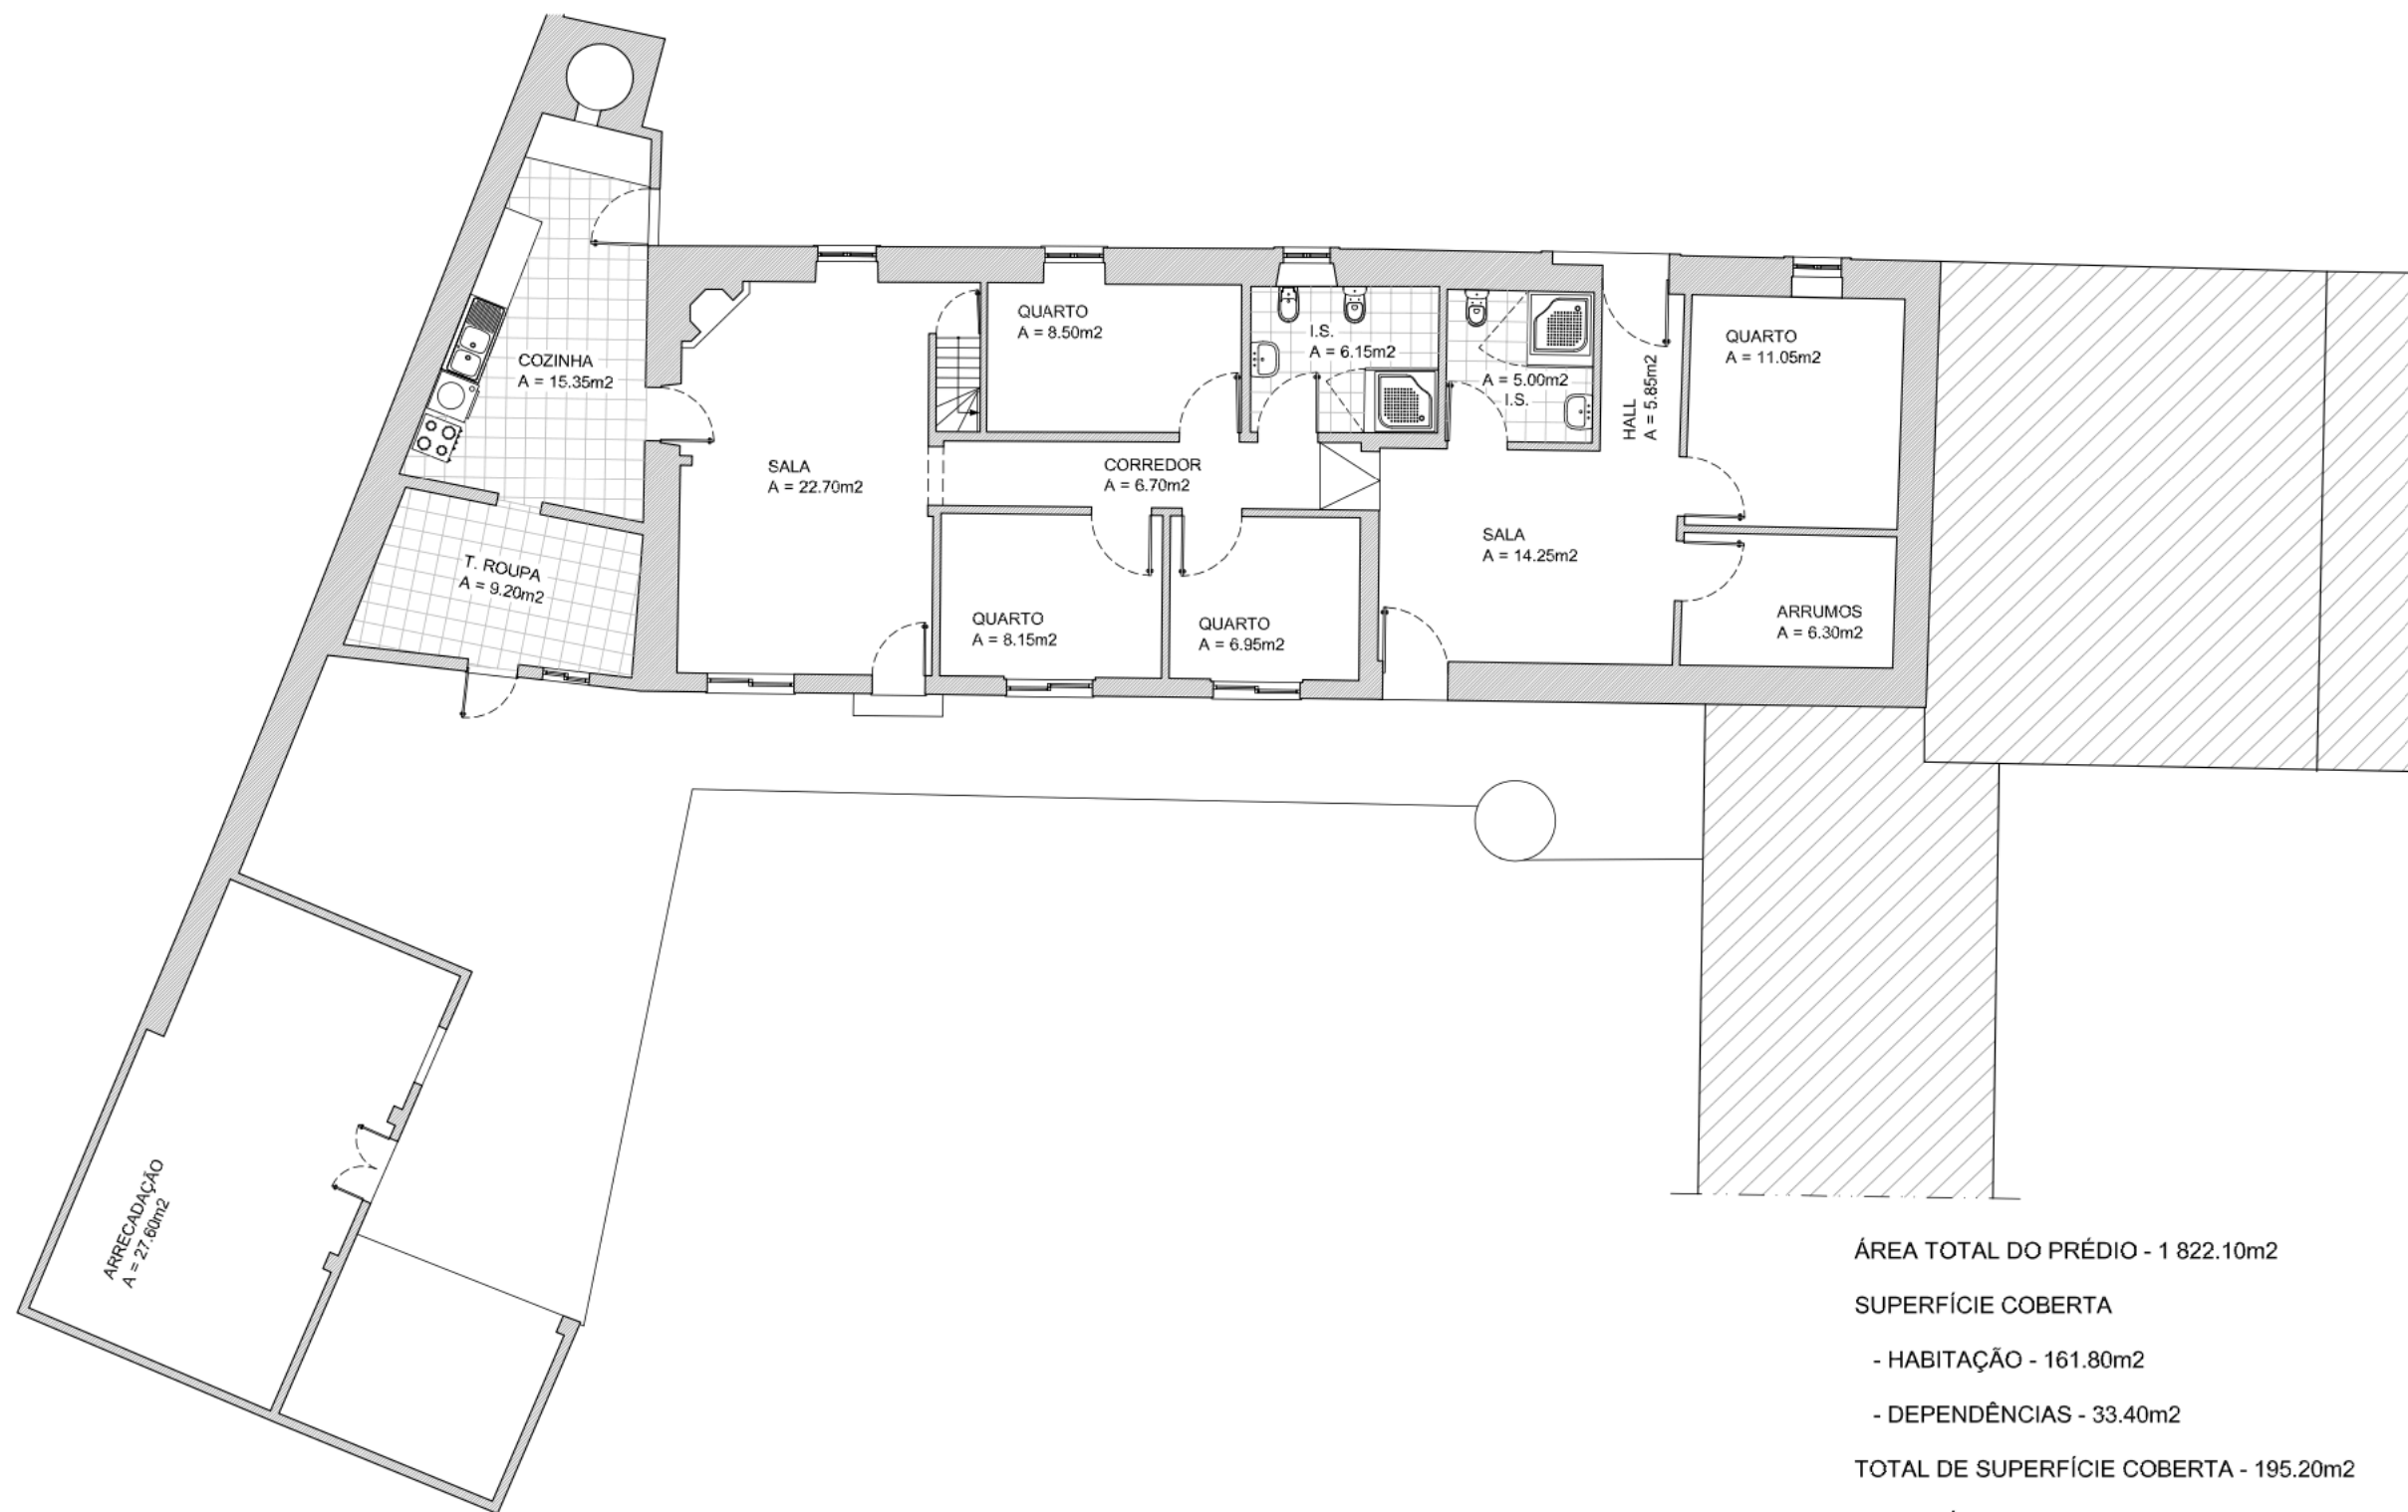 COZINHA
A = 15.35m2
T. ROUPA
A = 9.20m2
SALA
A = 22.70m2
QUARTO
A = 8.50m2
I.S.
A = 6.15m2
A = 5.00m2
I.S.
HALL
A = 5.85m2
QUARTO
A = 11.05m2
CORREDOR
A = 6.70m2
SALA
A = 14.25m2
QUARTO
A = 8.15m2
QUARTO
A = 6.95m2
ARRUMOS
A = 6.30m2
ARRECADAÇÃO
A = 27.60m2
ÁREA TOTAL DO PRÉDIO - 1 822.10m2
SUPERFÍCIE COBERTA
- HABITAÇÃO - 161.80m2
- DEPENDÊNCIAS - 33.40m2
TOTAL DE SUPERFÍCIE COBERTA - 195.20m2